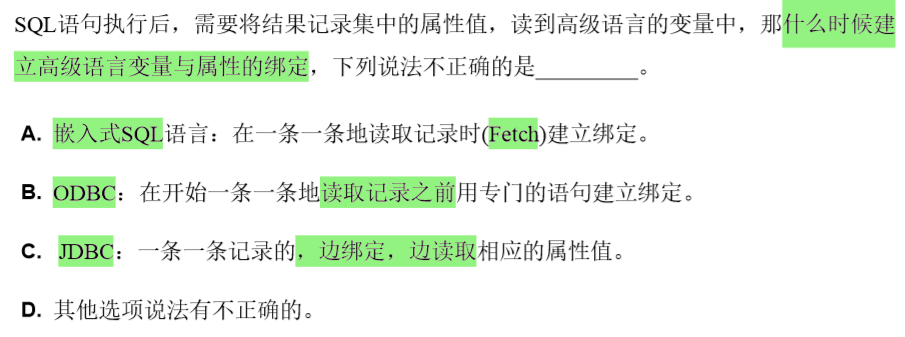 SQL语句执行后，需要将结果记录集中的属性值，读到高级语言的变量中，那什么时候建
立高级语言变量与属性的绑定，下列说法不正确的是_________。
A. 嵌入式SQL语言：在一条一条地读取记录时(Fetch)建立绑定。
B. ODBC：在开始一条一条地读取记录之前用专门的语句建立绑定。
C. JDBC：一条一条记录的，边绑定，边读取相应的属性值。
D. 其他选项说法有不正确的。